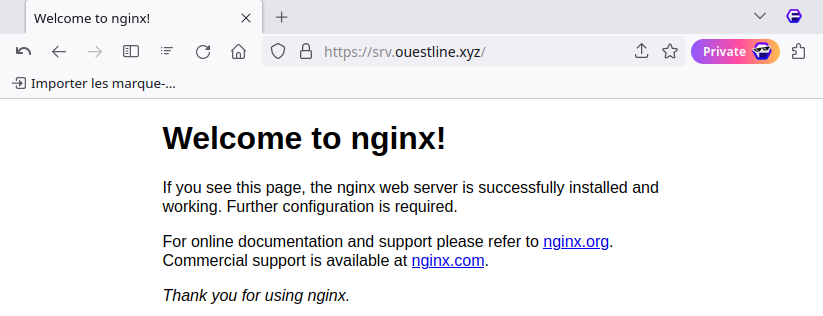 Welcome to nginx!
https://srv.ouestline.xyz/
Private
Importer les marque-...
Welcome to nginx!
If you see this page, the nginx web server is successfully installed and
working. Further configuration is required.
For online documentation and support please refer to nginx.org.
Commercial support is available at nginx.com.
Thank you for using nginx.